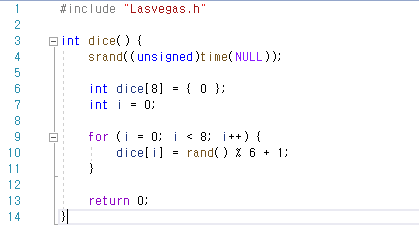 1 #include "Lasvegas.h"
2
3 int dice() {
4 srand((unsigned)time(NULL));
5
6 int dice[8] = { 0 };
7 int i = 0;
8
9 for (i = 0; i < 8; i++) {
10 dice[i] = rand() % 6 + 1;
11 }
12
13 return 0;
14 }